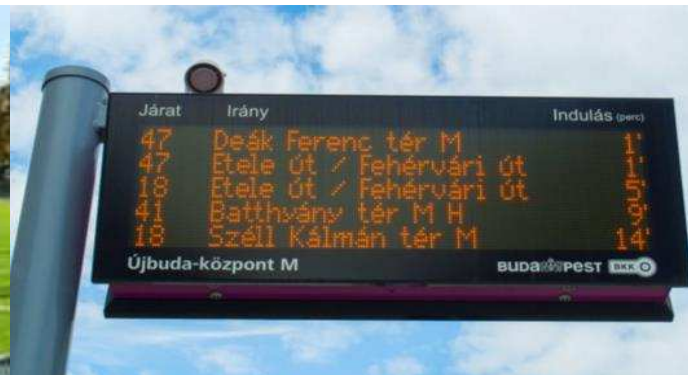 Járat Irány Indulás (perc)
47 Deák Ferenc tér M 1'
47 Etele út / Fehérvári út 1'
18 Etele út / Fehérvári út 5'
41 Batthyány tér M H 9'
18 Széll Kálmán tér M 14'
Újbuda-központ M BUDAPEST BKK